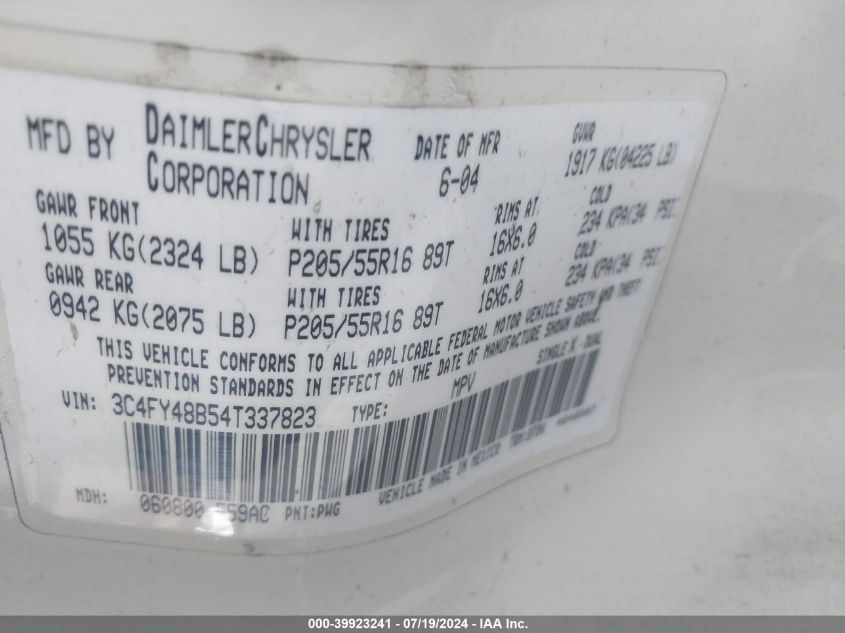 MFD BY DAIMLERCHRYSLER CORPORATION
DATE OF MFR 6-04
GVWR 1917 KG(04225 LB)
GAWR FRONT WITH TIRES RIMS AT COLD
1055 KG(2324 LB) P205/55R16 89T 16X6.0 234 KPA(34 PSI
GAWR REAR WITH TIRES RIMS AT COLD
0942 KG(2075 LB) P205/55R16 89T 16X6.0 234 KPA(34 PSI
THIS VEHICLE CONFORMS TO ALL APPLICABLE FEDERAL MOTOR VEHICLE SAFETY AND THEFT
PREVENTION STANDARDS IN EFFECT ON THE DATE OF MANUFACTURE SHOWN ABOVE.
VIN: 3C4FY48B54T337823 TYPE: MPV SINGLE X - DUAL
MDH: 060800 559AC PNT:PWG VEHICLE MADE IN MEXICO
000-39923241 - 07/19/2024 - IAA Inc.